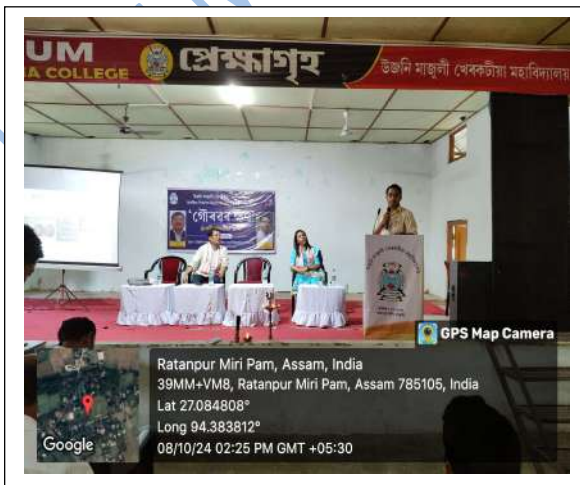 UM
IA COLLEGE
প্ৰেক্ষাগৃহ
উজনি মাজুলী খেৰকটীয়া মহাবিদ্যালয়
GPS Map Camera
Ratanpur Miri Pam, Assam, India
39MM+VM8, Ratanpur Miri Pam, Assam 785105, India
Lat 27.084808°
Long 94.383812°
08/10/24 02:25 PM GMT +05:30
Google